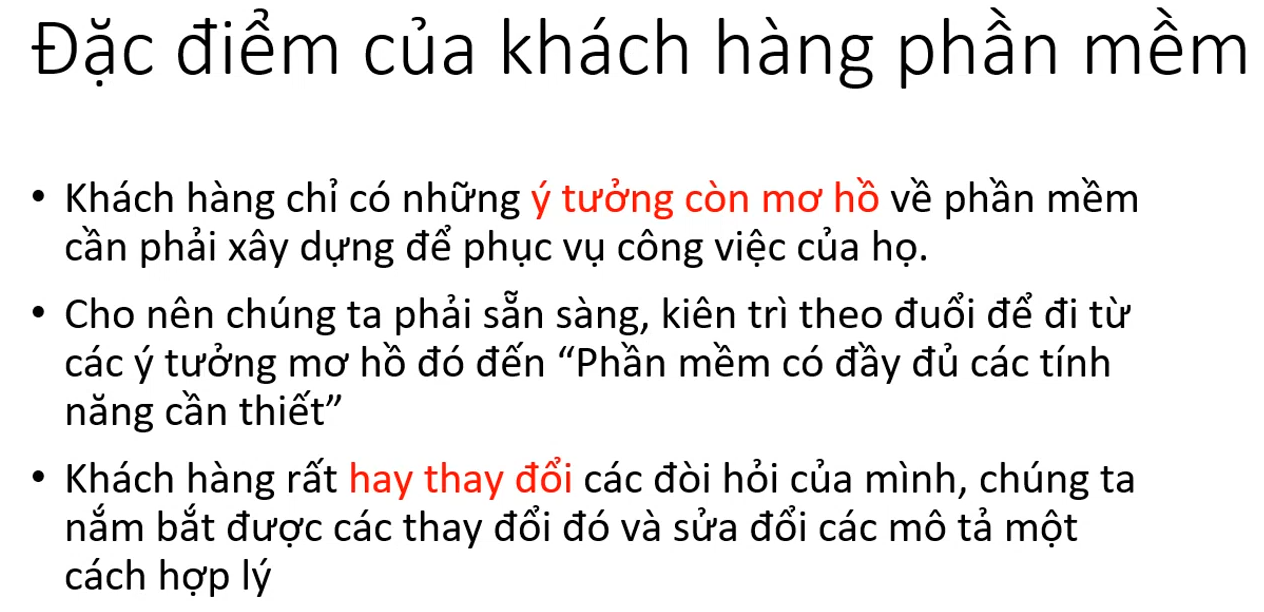 Đặc điểm của khách hàng phần mềm
• Khách hàng chỉ có những ý tưởng còn mơ hồ về phần mềm
cần phải xây dựng để phục vụ công việc của họ.
• Cho nên chúng ta phải sẵn sàng, kiên trì theo đuổi để đi từ
các ý tưởng mơ hồ đó đến “Phần mềm có đầy đủ các tính
năng cần thiết”
• Khách hàng rất hay thay đổi các đòi hỏi của mình, chúng ta
nắm bắt được các thay đổi đó và sửa đổi các mô tả một
cách hợp lý